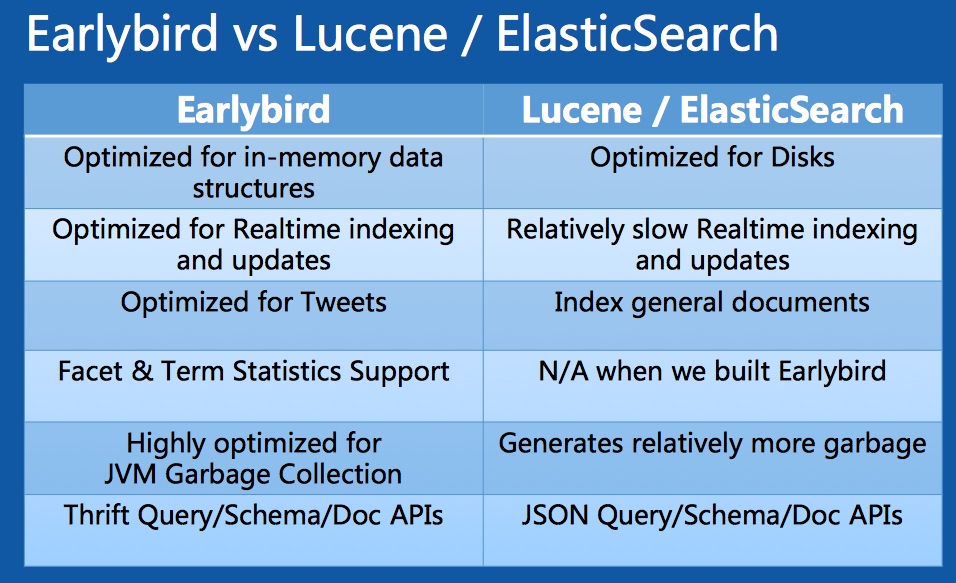 Earlybird vs Lucene / ElasticSearch
Earlybird
Lucene / ElasticSearch
Optimized for in-memory data
structures
Optimized for Disks
Optimized for Realtime indexing
and updates
Relatively slow Realtime indexing
and updates
Optimized for Tweets
Index general documents
Facet & Term Statistics Support
N/A when we built Earlybird
Highly optimized for
JVM Garbage Collection
Generates relatively more garbage
Thrift Query/Schema/Doc APIs
JSON Query/Schema/Doc APIs